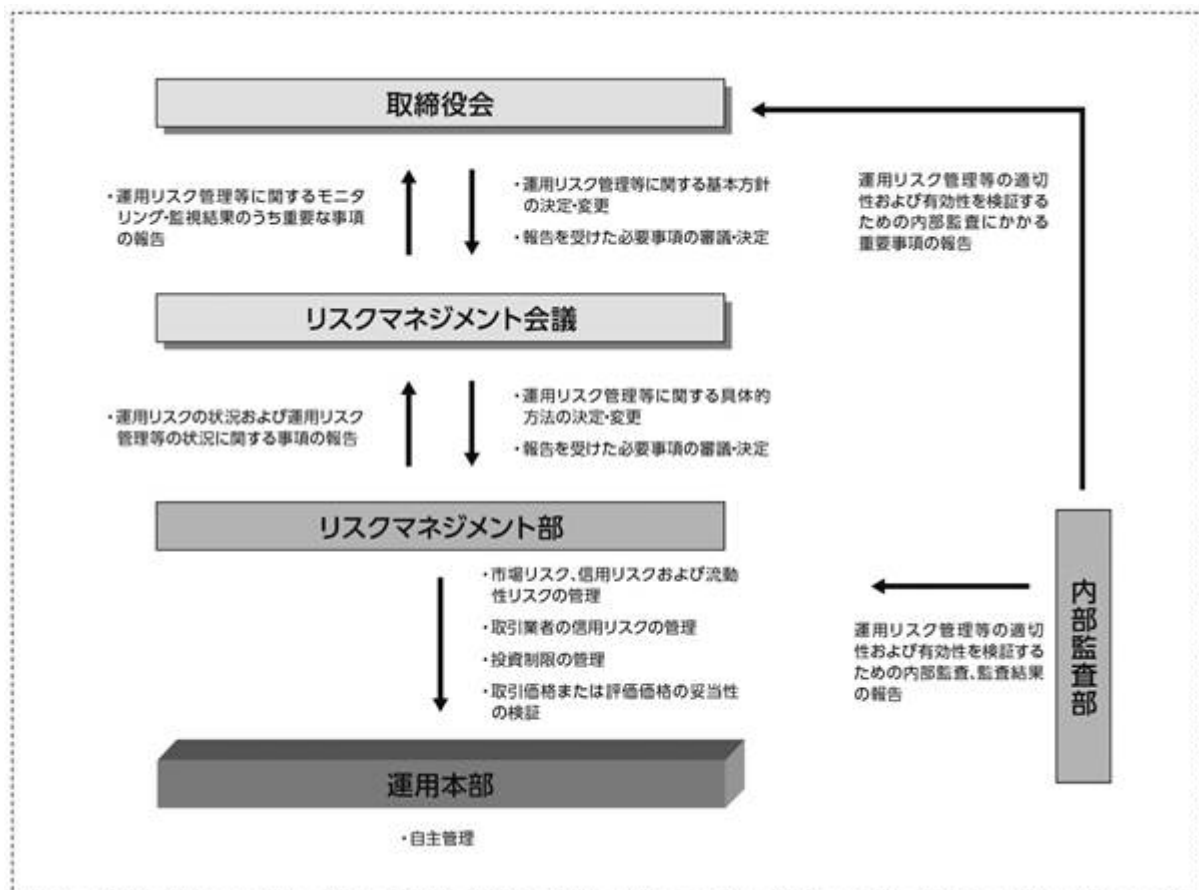 取締役会
・運用リスク管理等に関するモニタ
リング・監視結果のうち重要な事項
の報告
・運用リスク管理等に関する基本方針
の決定・変更
・報告を受けた必要事項の審議・決定
運用リスク管理等の適切
性および有効性を検証する
ための内部監査にかかる
重要事項の報告
リスクマネジメント会議
・運用リスクの状況および運用リスク
管理等の状況に関する事項の報告
・運用リスク管理等に関する具体的
方法の決定・変更
・報告を受けた必要事項の審議・決定
リスクマネジメント部
・市場リスク、信用リスクおよび流動
性リスクの管理
・取引業者の信用リスクの管理
・投資制限の管理
・取引価格または評価価格の妥当性
の検証
運用リスク管理等の適切
性および有効性を検証する
ための内部監査、監査結果
の報告
内部監査部
運用本部
・自主管理